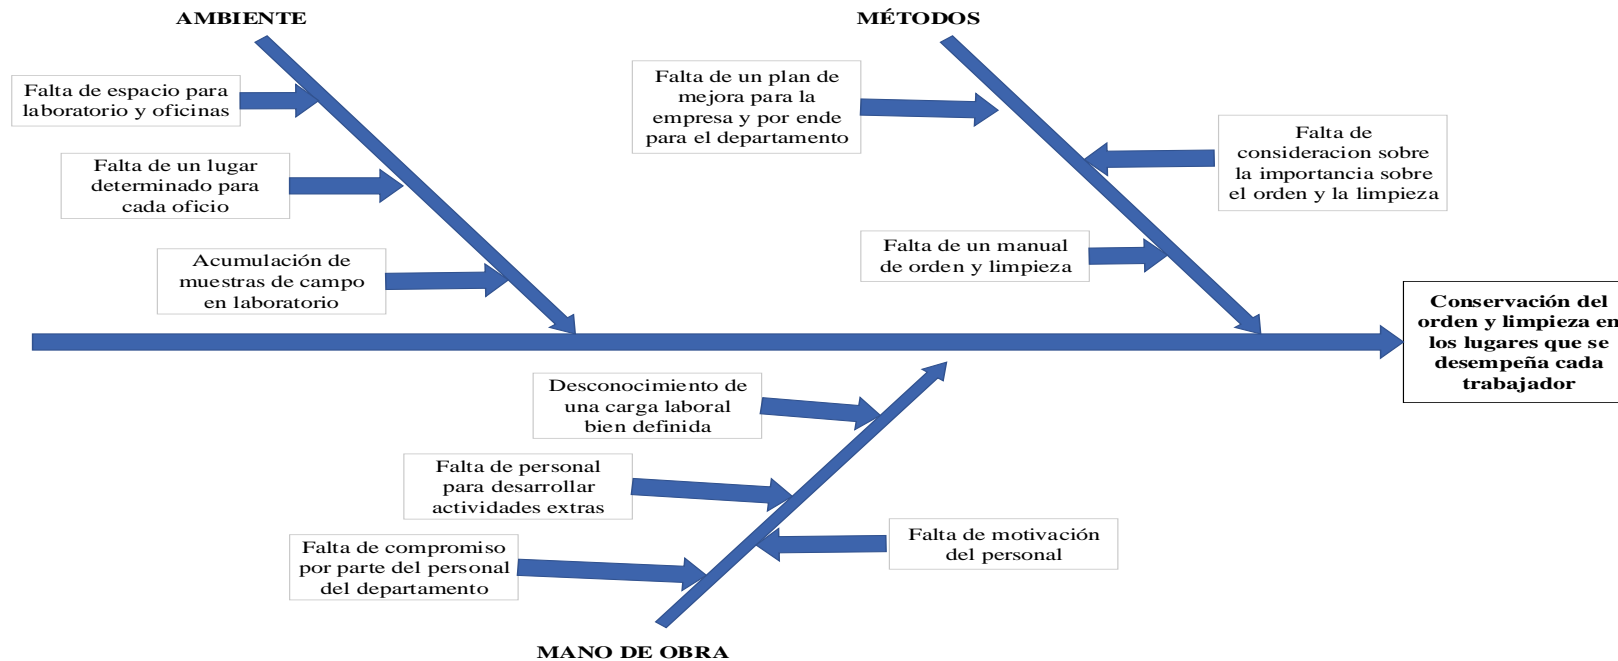 AMBIENTE
MÉTODOS
Falta de espacio para
laboratorio y oficinas
Falta de un lugar
determinado para
cada oficio
Acumulación de
muestras de campo
en laboratorio
Falta de un plan de
mejora para la
empresa y por ende
para el departamento
Falta de
consideracion sobre
la importancia sobre
el orden y la limpieza
Falta de un manual
de orden y limpieza
Conservación del
orden y limpieza en
los lugares que se
desempeña cada
trabajador
Desconocimiento de
una carga laboral
bien definida
Falta de personal
para desarrollar
actividades extras
Falta de compromiso
por parte del personal
del departamento
Falta de motivación
del personal
MANO DE OBRA